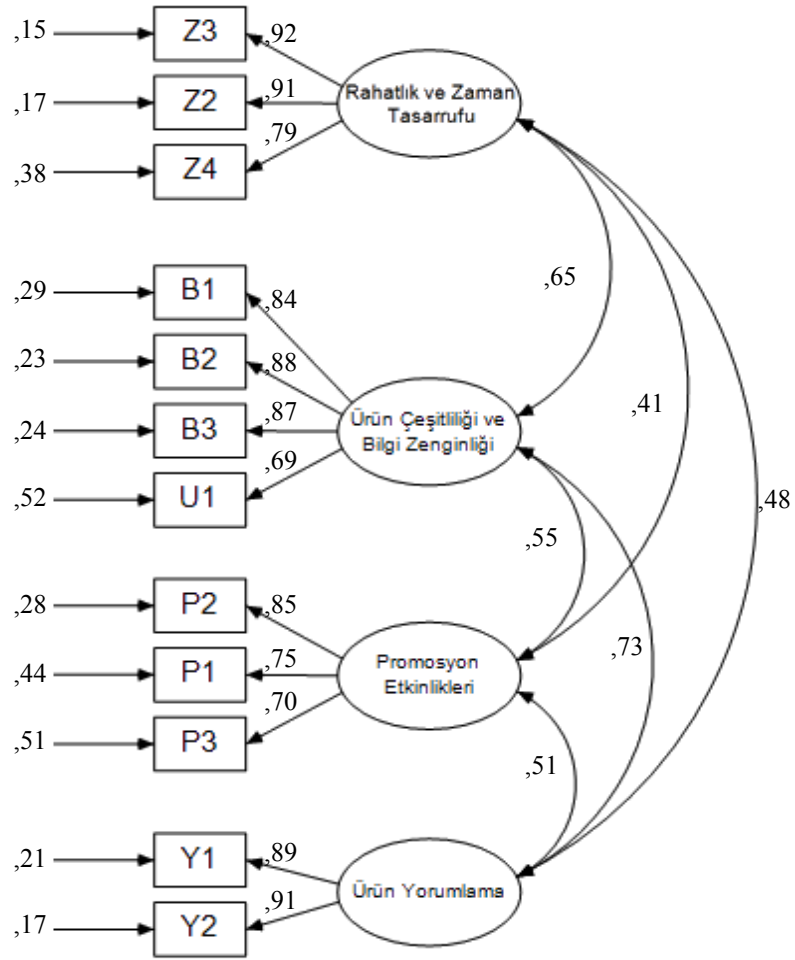 ,15 Z3 ,92
,17 Z2 ,91
,38 Z4 ,79
Rahatlık ve Zaman
Tasarrufu
,65
,29 B1 ,84
,23 B2 ,88
,24 B3 ,87
,52 U1 ,69
Ürün Çeşitliliği ve
Bilgi Zenginliği
,41
,48
,55
,28 P2 ,85
,44 P1 ,75
,51 P3 ,70
Promosyon
Etkinlikleri
,73
,51
,21 Y1 ,89
,17 Y2 ,91
Ürün Yorumlama